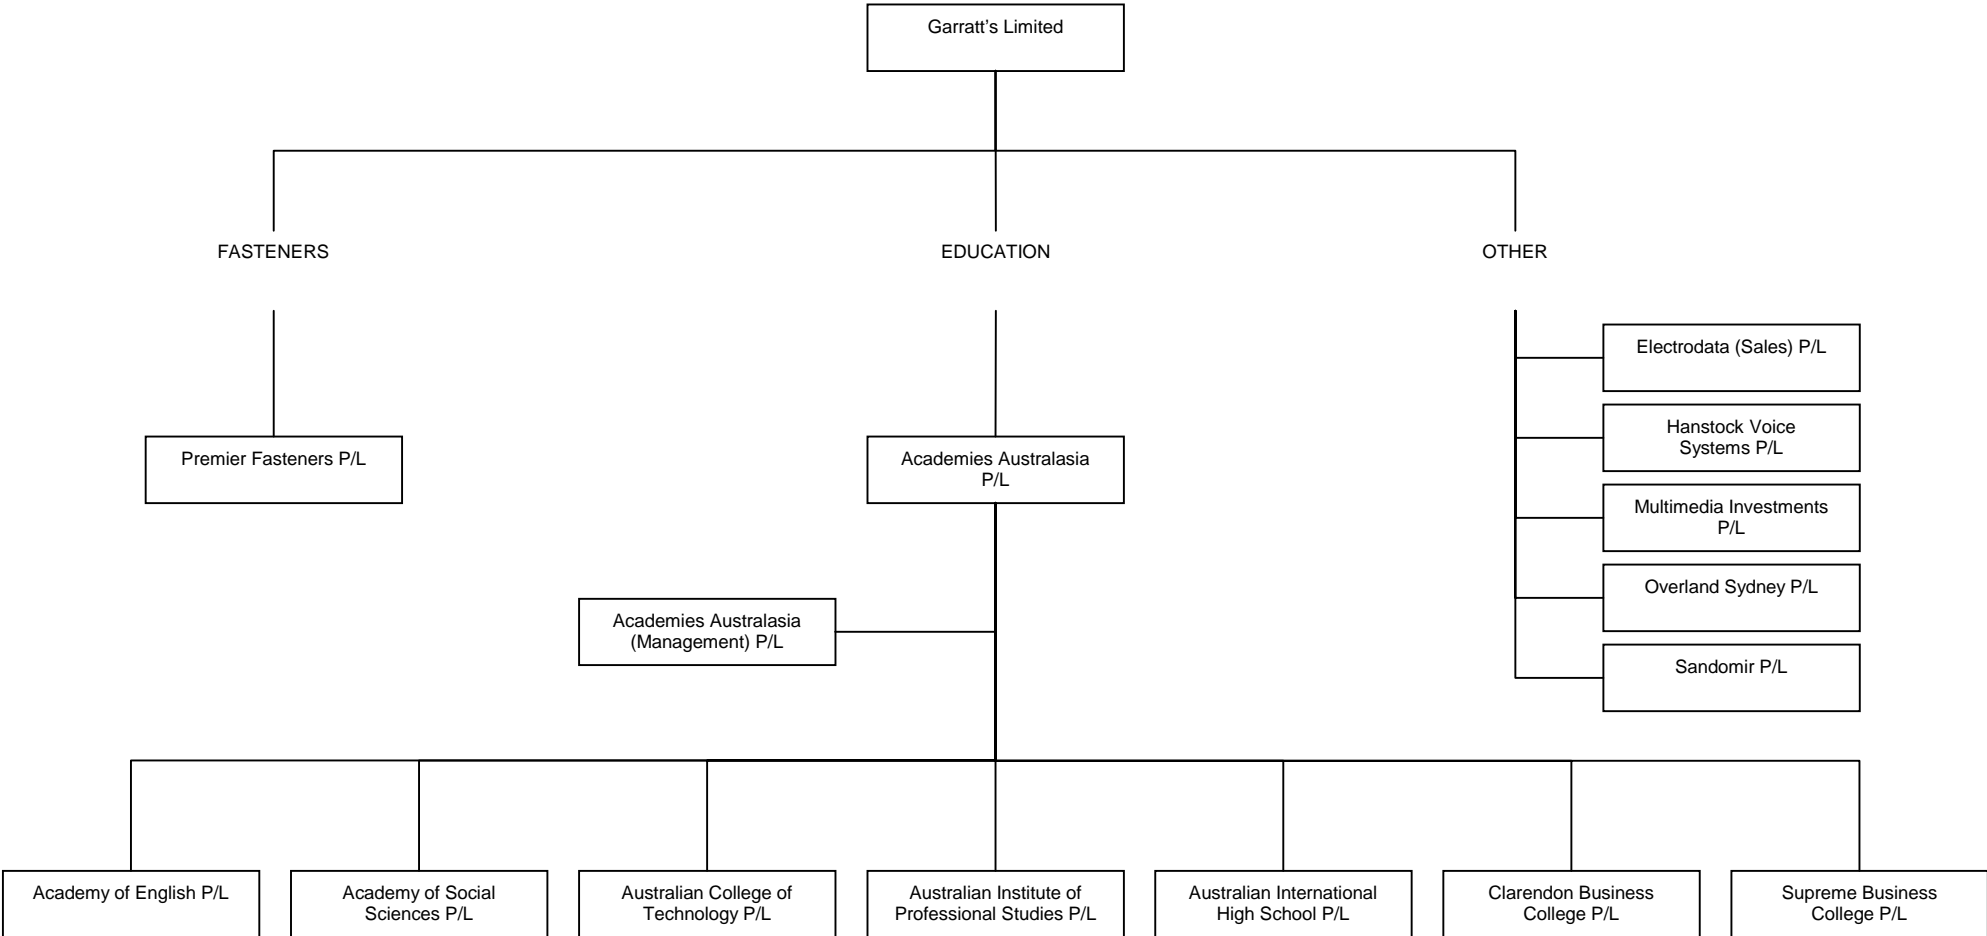 Garratt's Limited
FASTENERS
EDUCATION
OTHER
Electrodata (Sales) P/L
Hanstock Voice
Systems P/L
Multimedia Investments
P/L
Overland Sydney P/L
Sandomir P/L
Premier Fasteners P/L
Academies Australasia
P/L
Academies Australasia
(Management) P/L
Academy of English P/L
Academy of Social
Sciences P/L
Australian College of
Technology P/L
Australian Institute of
Professional Studies P/L
Australian International
High School P/L
Clarendon Business
College P/L
Supreme Business
College P/L